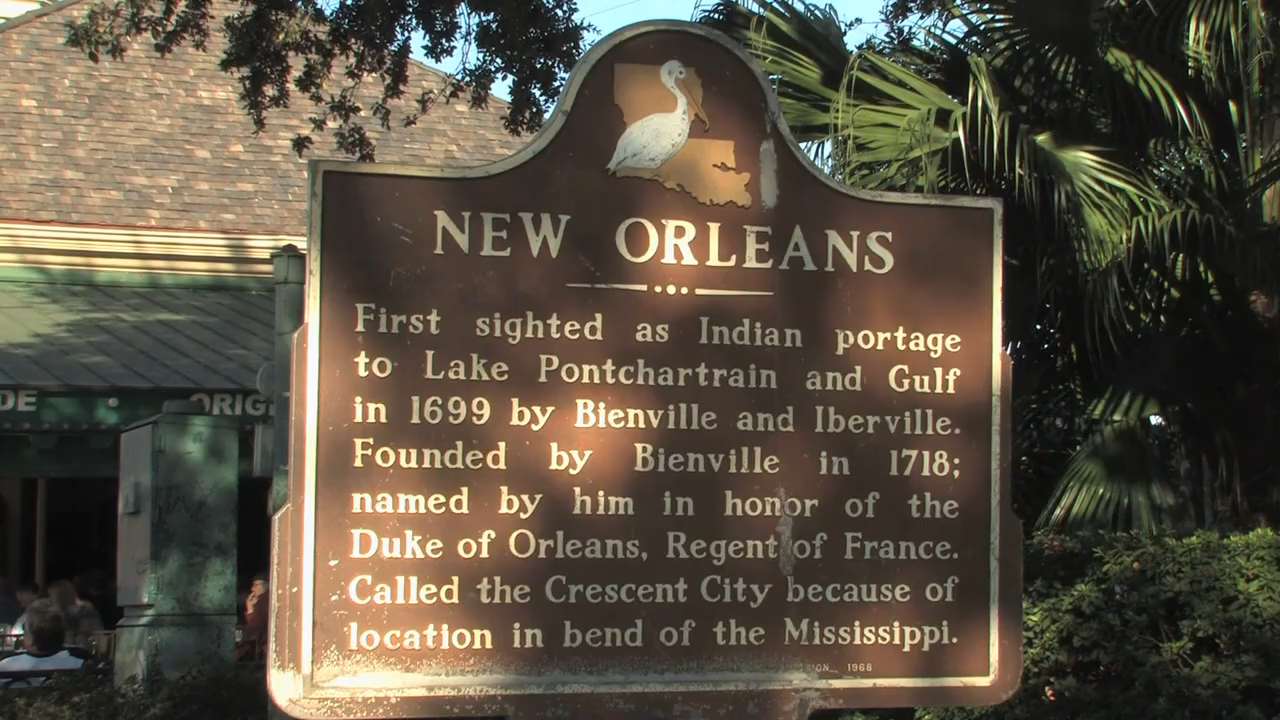 NEW ORLEANS
First sighted as Indian portage
to Lake Pontchartrain and Gulf
in 1699 by Bienville and Iberville.
Founded by Bienville in 1718;
named by him in honor of the
Duke of Orleans, Regent of France.
Called the Crescent City because of
location in bend of the Mississippi.
1968
DE • ORIG